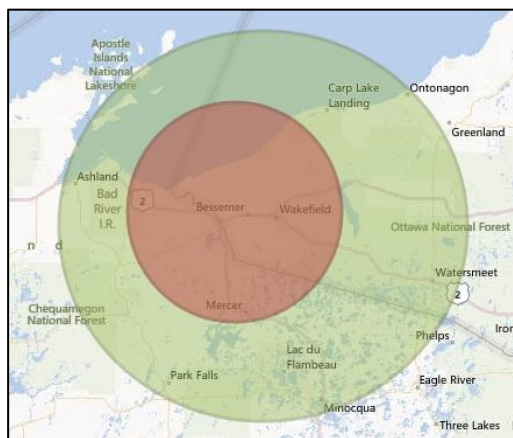 Apostle
Islands
National
Lakeshore
Carp Lake
Landing
Ontonagon
Greenland
Ashland
Bad
River
I.R.
2
Bessemer
Wakefield
Ottawa National Forest
n d
Watersmeet
2
Mercer
Chequamegon
National Forest
Phelps
Iron
Lac du
Flambeau
Park Falls
Eagle River
Minocqua
Three Lakes